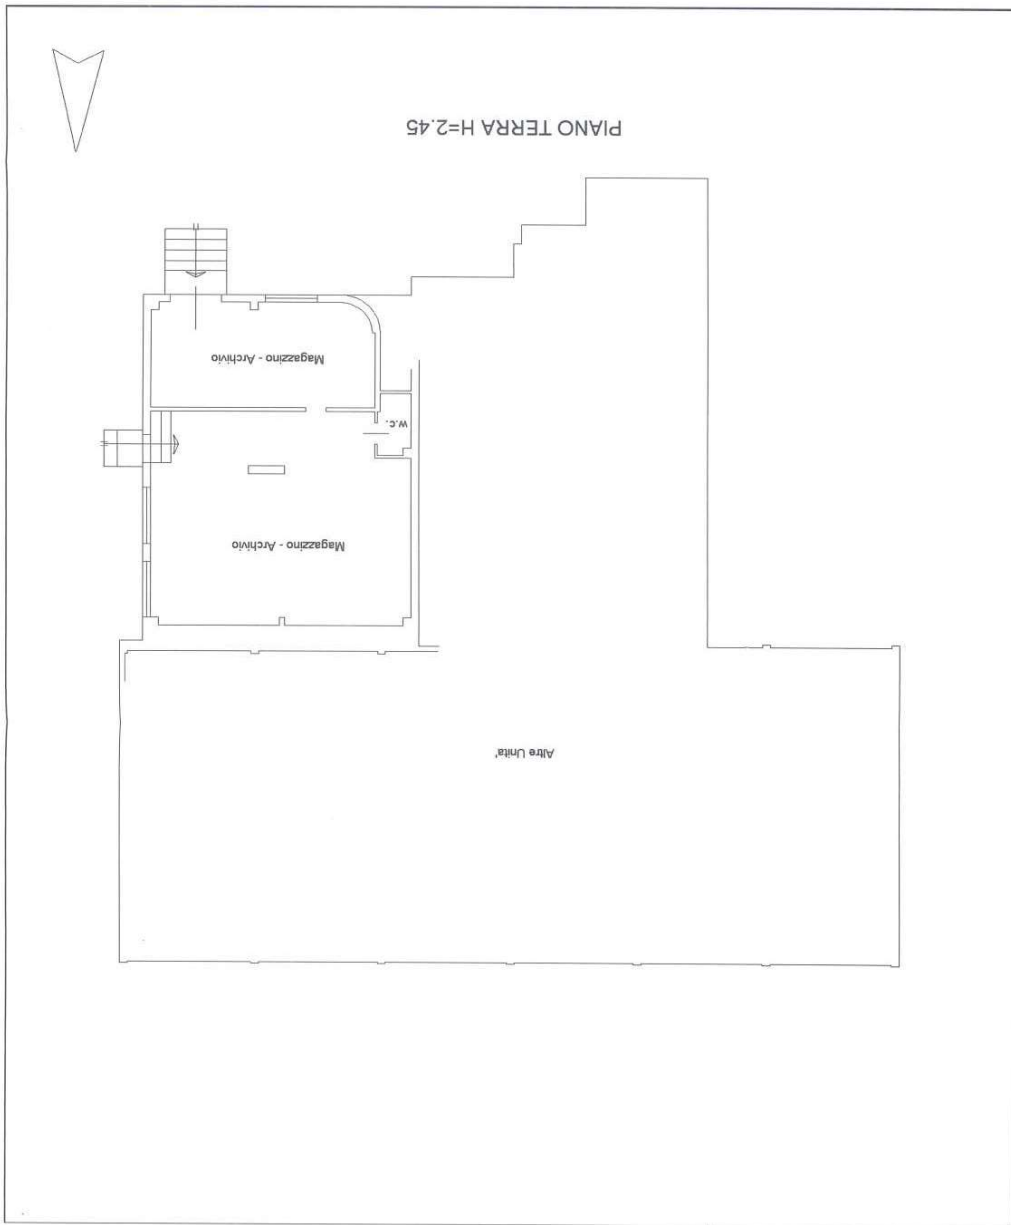 PIANO TERRA H=2.45
Magazzino - Archivio
w.c.
Magazzino - Archivio
Altre Unita'